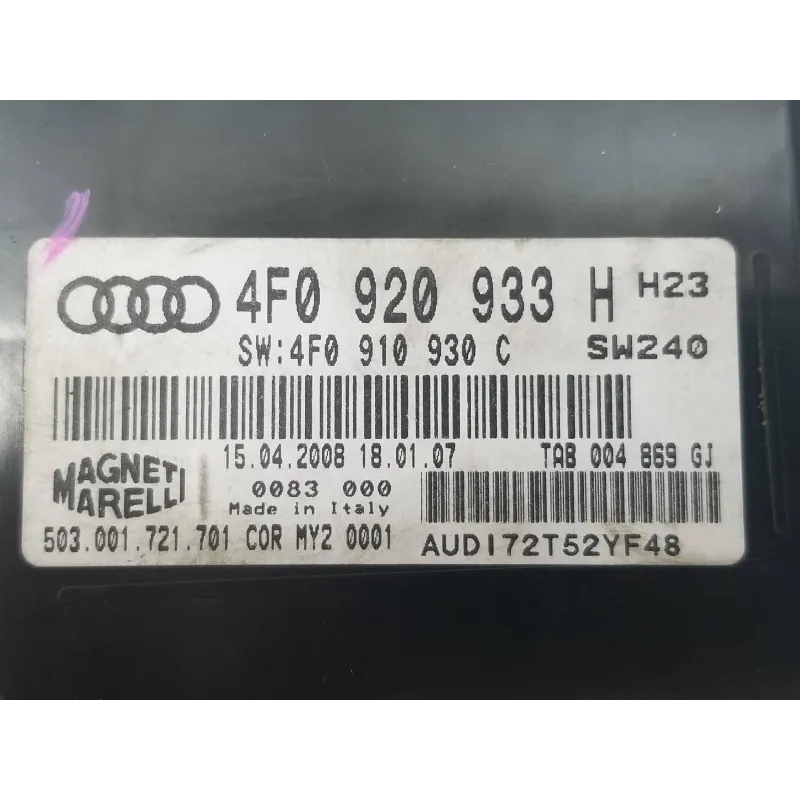 4F0 920 933 H H23
SW:4F0 910 930 C SW240
15.04.2008 18.01.07 TAB 004 869 GJ
MAGNETI
MARELLI
0083 000
Made in Italy
503.001.721.701 COR MY2 0001
AUDI72T52YF48